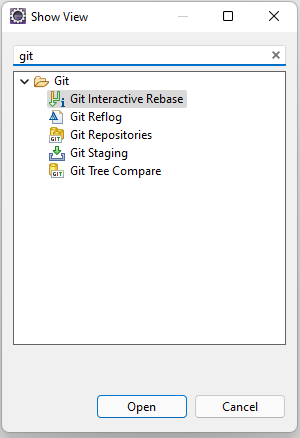 Show View
git
Git
Git Interactive Rebase
Git Reflog
Git Repositories
Git Staging
Git Tree Compare
Open Cancel